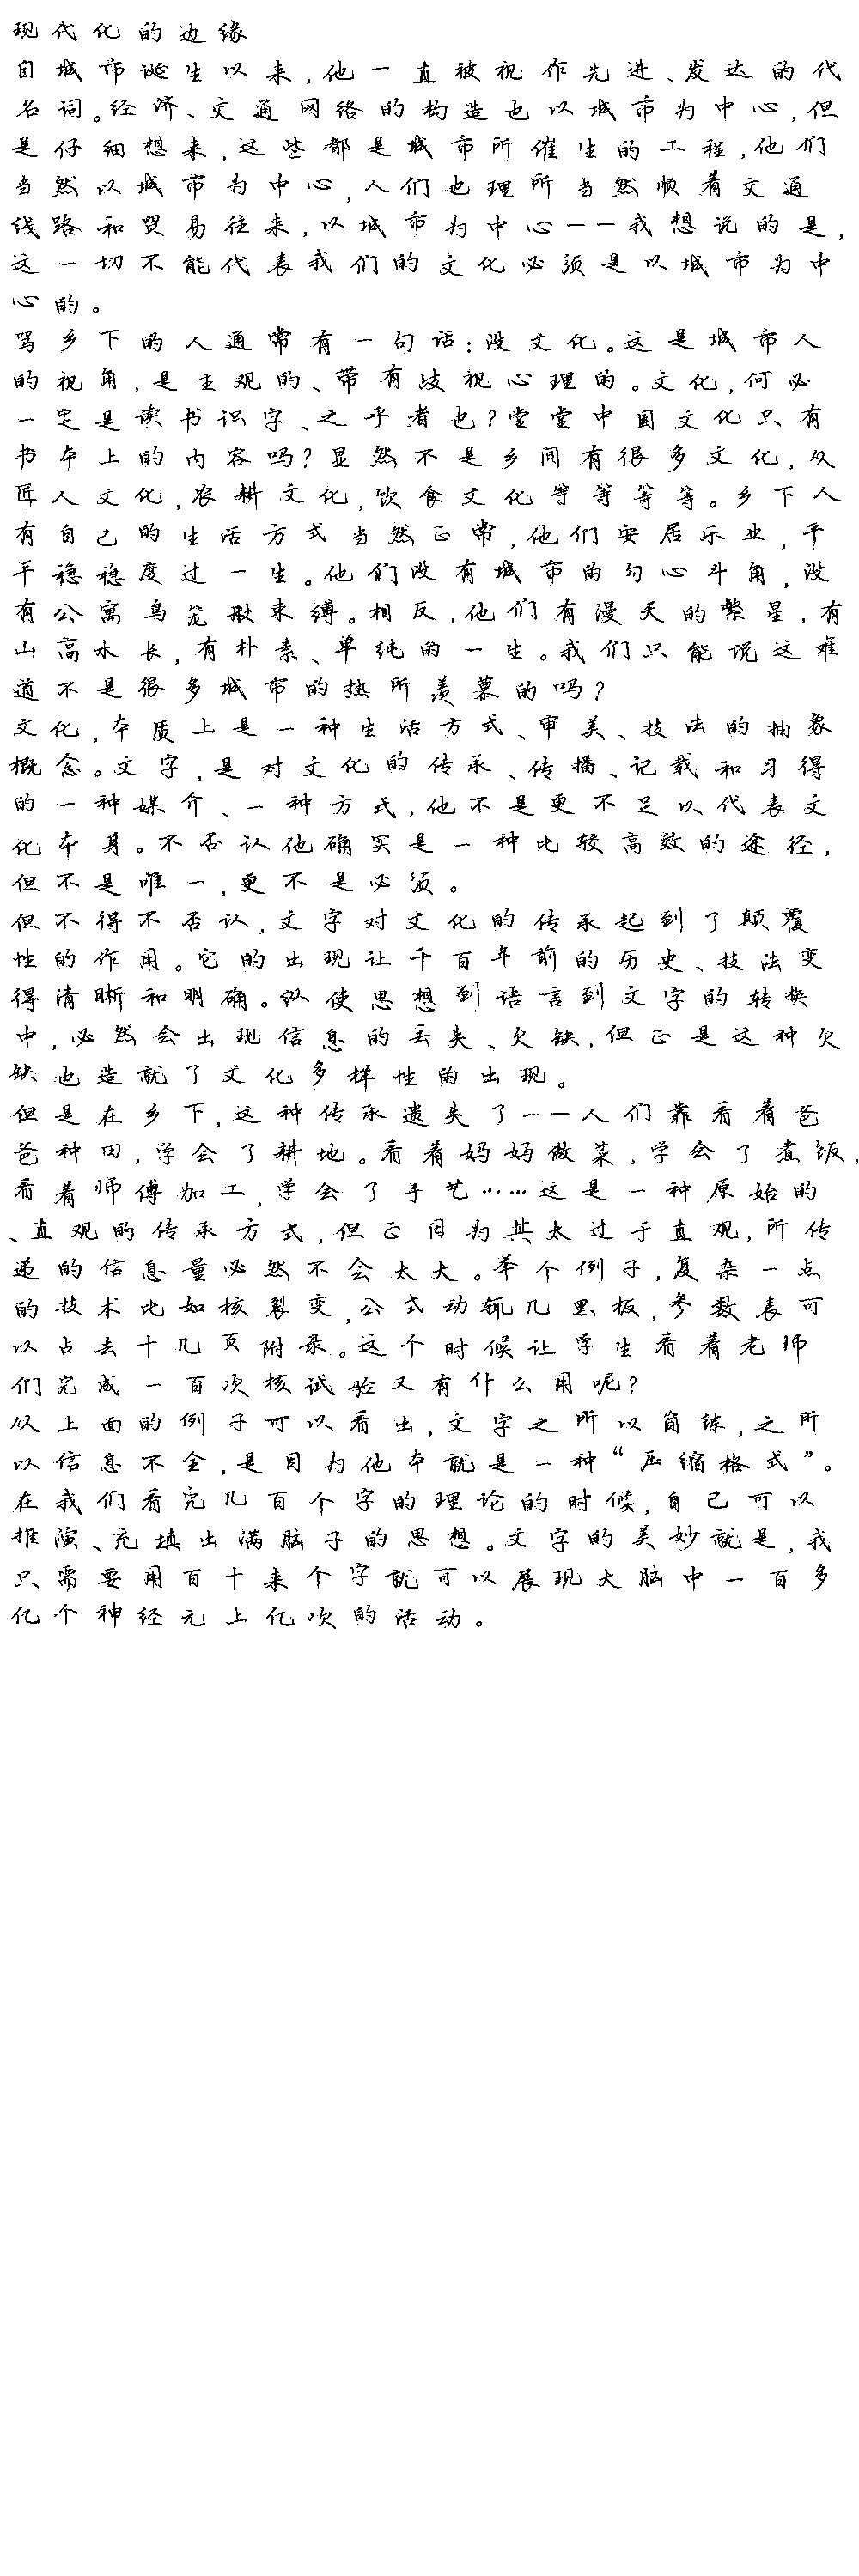 现代化的边缘
自城市诞生以来,他一直被视作先进、发达的代
名词。经济、交通网络的构造也以城市为中心,但
是仔细想来,这些都是城市所催生的工程,他们
当然以城市为中心,人们也理所当然顺着交通
线路和贸易往来,以城市为中心——我想说的是,
这一切不能代表我们的文化必须是以城市为中
心的。
骂乡下的人通常有一句话:没文化。这是城市人
的视角,是主观的、带有歧视心理的。文化,何必
一定是读书识字、之乎者也?堂堂中国文化只有
书本上的内容吗?显然不是乡间有很多文化,从
匠人文化,农耕文化,饮食文化等等等等。乡下人
有自己的生活方式当然正常,他们安居乐业,平
平稳稳度过一生。他们没有城市的勾心斗角,没
有公寓鸟笼般束缚。相反,他们有漫天的繁星,有
山高水长,有朴素、单纯的一生。我们只能说这难
道不是很多城市的热所羡慕的吗?
文化,本质上是一种生活方式、审美、技法的抽象
概念。文字,是对文化的传承、传播、记载和习得
的一种媒介、一种方式,他不是更不足以代表文
化本身。不否认他确实是一种比较高效的途径,
但不是唯一,更不是必须。
但不得不否认,文字对文化的传承起到了颠覆
性的作用。它的出现让千百年前的历史、技法变
得清晰和明确。纵使思想到语言到文字的转换
中,必然会出现信息的丢失、欠缺,但正是这种欠
缺也造就了文化多样性的出现。
但是在乡下,这种传承遗失了——人们靠看着爸
爸种田,学会了耕地。看着妈妈做菜,学会了煮饭,
看着师傅加工,学会了手艺……这是一种原始的
、直观的传承方式,但正因为其太过于直观,所传
递的信息量必然不会太大。举个例子,复杂一点
的技术比如核裂变,公式动辄几黑板,参数表可
以占去十几页附录。这个时候让学生看着老师
们完成一百次核试验又有什么用呢?
从上面的例子可以看出,文字之所以简练,之所
以信息不全,是因为他本就是一种“压缩格式”。
在我们看完几百个字的理论的时候,自己可以
推演、充填出满脑子的思想。文字的美妙就是,我
只需要用百十来个字就可以展现大脑中一百多
亿个神经元上亿次的活动。